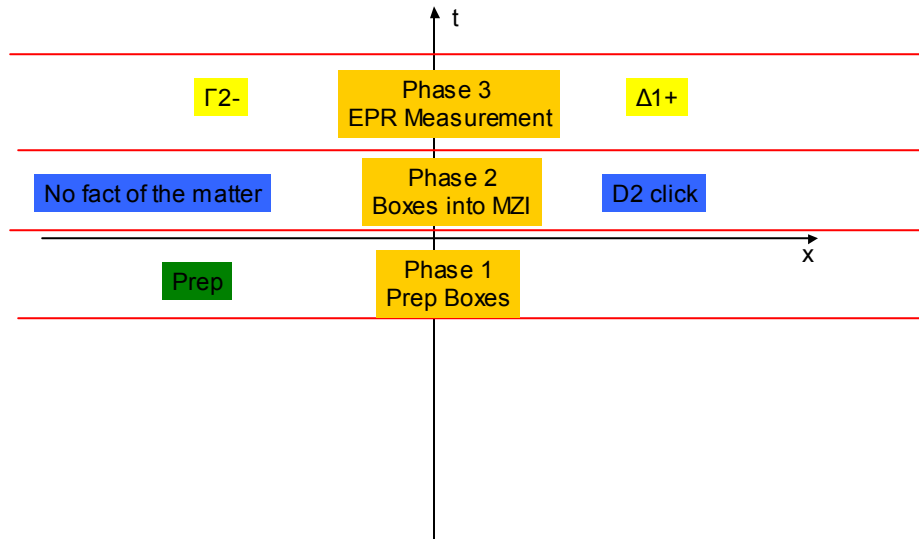 t
Γ2-
Phase 3
EPR Measurement
Δ1+
No fact of the matter
Phase 2
Boxes into MZI
D2 click
x
Prep
Phase 1
Prep Boxes